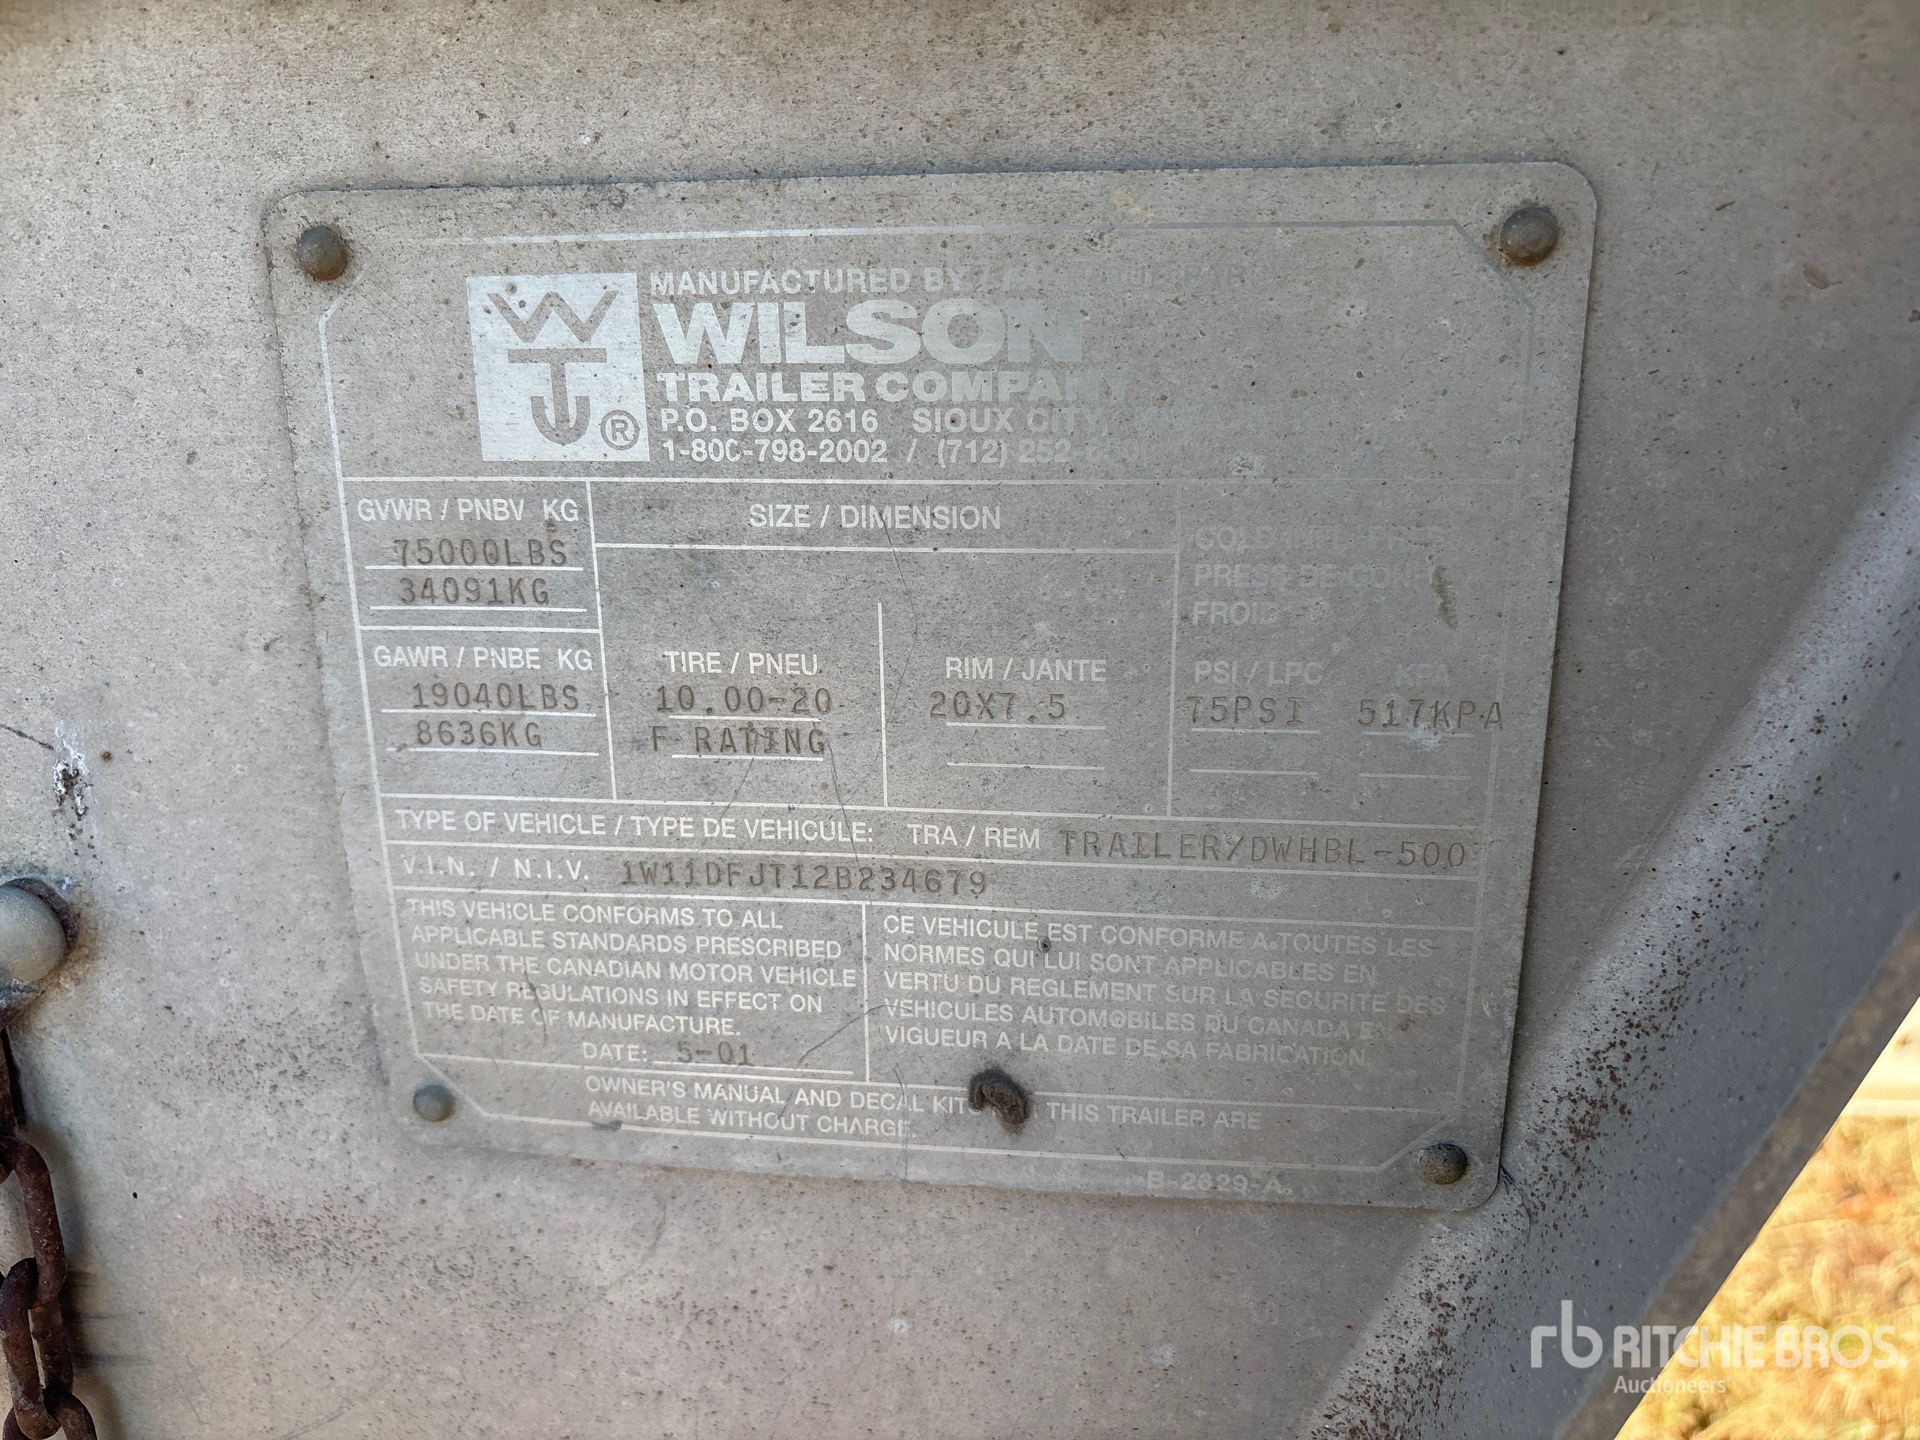 MANUFACTURED BY
WILSON
TRAILER COMPANY
P.O. BOX 2616 SIOUX CITY,
1-800-798-2002 / (712) 252-
WTJ ®
GVWR / PNBV KG
75000LBS
34091KG
SIZE / DIMENSION
PRESS DE
FROID
GAWR / PNBE KG
19040LBS
8636KG
TIRE / PNEU
10.00-20
F RATING
RIM / JANTE
20X7.5
PSI / LPC KPA
75PSI 517KPA
TYPE OF VEHICLE / TYPE DE VEHICULE: TRA / REM TRAILER/DWHBL-500
V.I.N. / N.I.V. 1W11DFJT12B234679
THIS VEHICLE CONFORMS TO ALL
APPLICABLE STANDARDS PRESCRIBED
UNDER THE CANADIAN MOTOR VEHICLE
SAFETY REGULATIONS IN EFFECT ON
THE DATE OF MANUFACTURE.
DATE: 5-01
CE VEHICULE EST CONFORME A TOUTES LES
NORMES QUI LUI SONT APPLICABLES EN
VERTU DU REGLEMENT SUR LA SECURITE DES
VEHICULES AUTOMOBILES DU CANADA EN
VIGUEUR A LA DATE DE SA FABRICATION.
OWNER'S MANUAL AND DECAL KIT THIS TRAILER ARE
AVAILABLE WITHOUT CHARGE.
B-2629-A
rb RITCHIE BROS.
Auctioneers